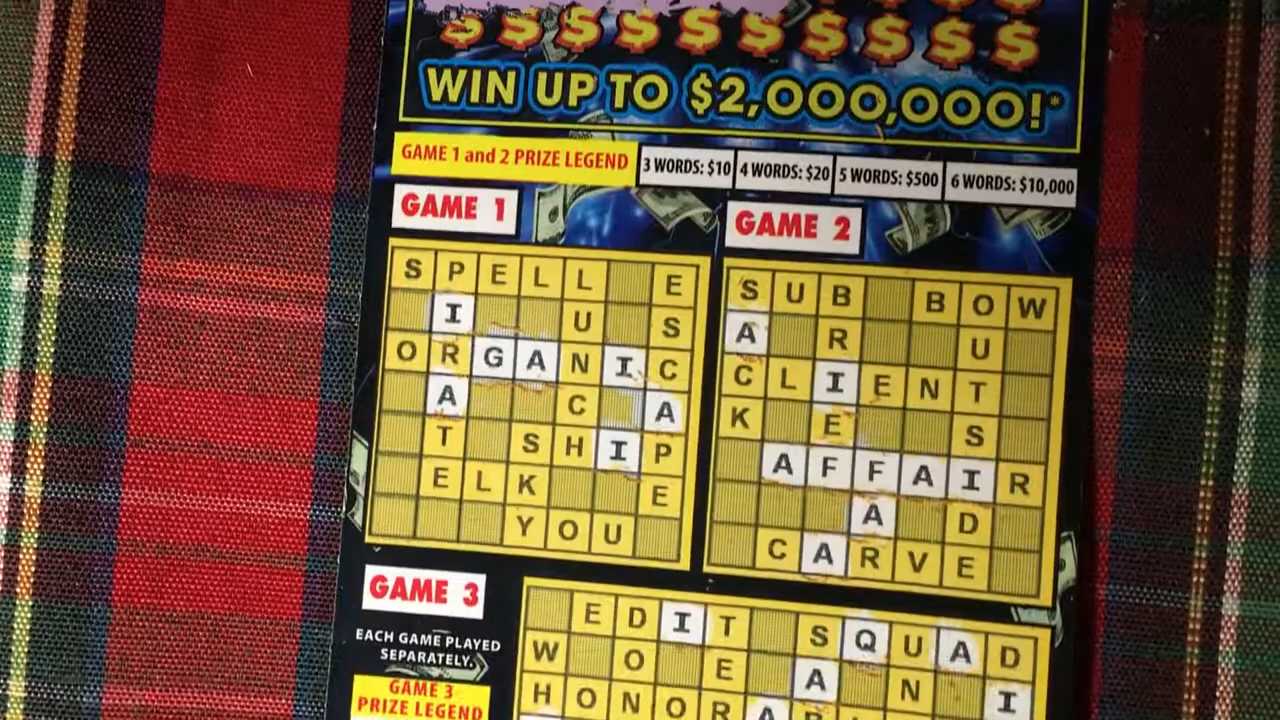 $ $ $ $ $ $ $ $ $ $
WIN UP TO $2,000,000!*
GAME 1 and 2 PRIZE LEGEND 3 WORDS: $10 4 WORDS: $20 5 WORDS: $500 6 WORDS: $10,000
GAME 1
S P E L L E
I U S
O R G A N I C
A C A
T S H I P
E L K E
Y O U
GAME 2
S U B B O W
A R U
C L I E N T
K E S
A F F A I R
A D
C A R V E
GAME 3
EACH GAME PLAYED
SEPARATELY.
GAME 3
PRIZE LEGEND
E D I T S Q U A D
W O E A N I
H O N O R A